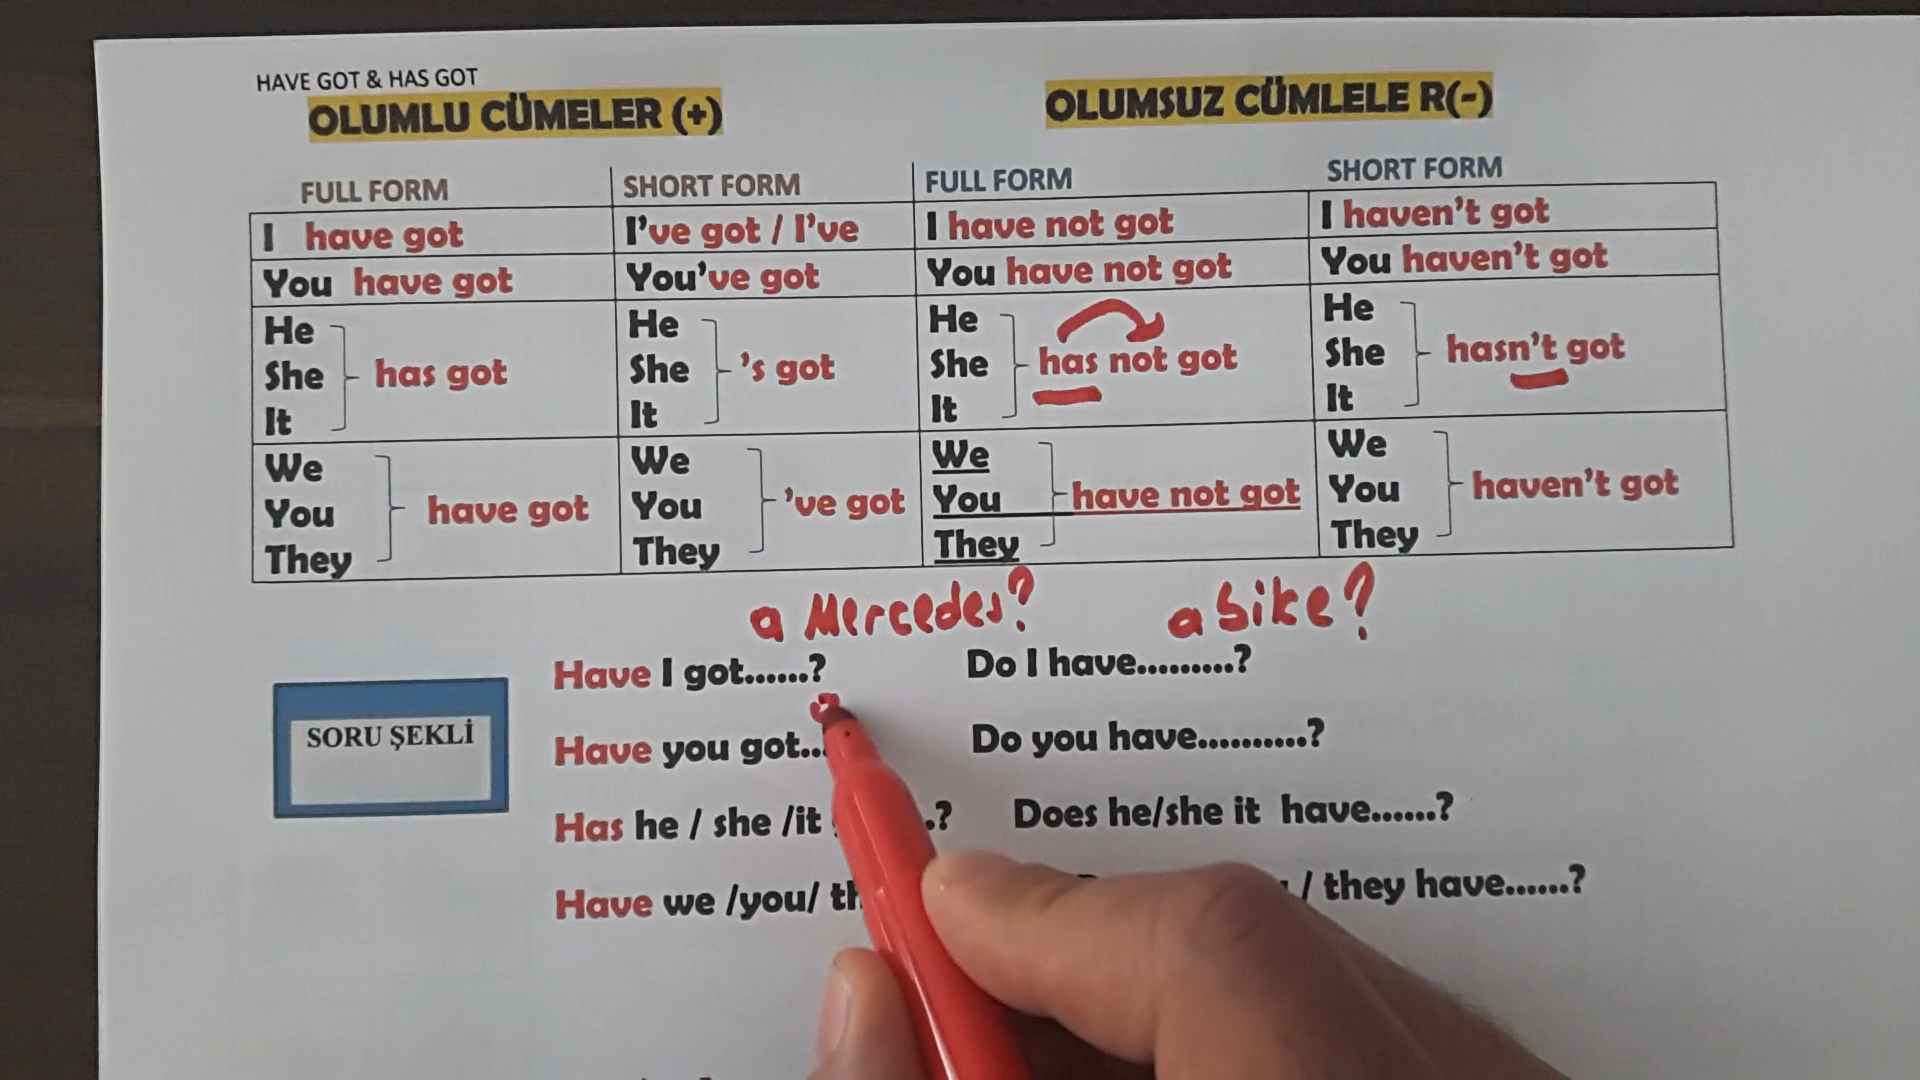 HAVE GOT & HAS GOT
OLUMLU CÜMELER (+) OLUMSUZ CÜMLELE R(-)
FULL FORM SHORT FORM FULL FORM SHORT FORM
I have got I've got / I've I have not got I haven't got
You have got You've got You have not got You haven't got
He He He He
She has got She 's got She has not got She hasn't got
It It It It
We We We We
You have got You 've got You have not got You haven't got
They They They They
a Mercedes? a bike?
Have I got......? Do I have.........?
SORU ŞEKLİ
Have you got... Do you have..........?
Has he / she /it .? Does he/she it have......?
Have we /you/ / they have......?